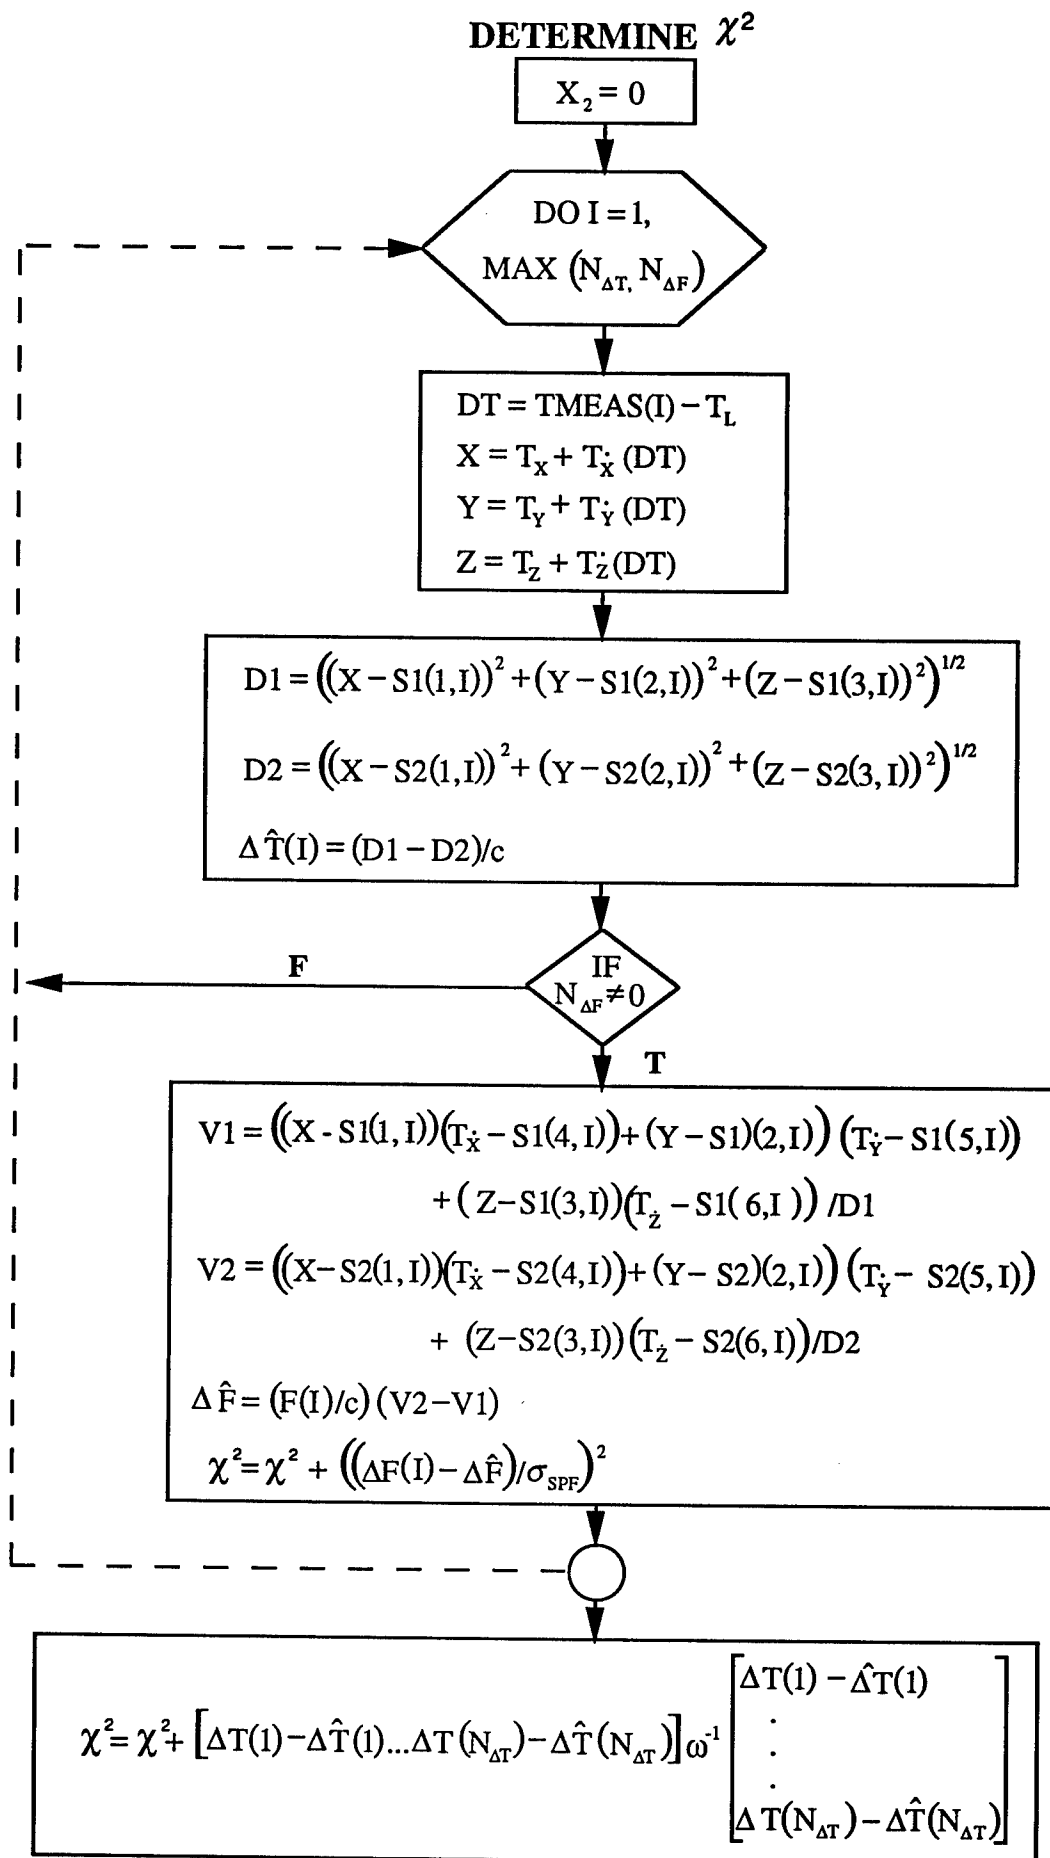 DETERMINE χ²
X₂ = 0
DO I = 1,
MAX (N_ΔT, N_ΔF)
DT = TMEAS(I) − T_L
X = T_X + T_Ẋ (DT)
Y = T_Y + T_Ẏ (DT)
Z = T_Z + T_Ż (DT)
D1 = ((X − S1(1,I))² + (Y − S1(2,I))² + (Z − S1(3,I))²)^1/2
D2 = ((X − S2(1,I))² + (Y − S2(2,I))² + (Z − S2(3,I))²)^1/2
Δ T̂(I) = (D1 − D2)/c
F
IF
N_ΔF ≠ 0
T
V1 = ((X - S1(1,I))(T_Ẋ − S1(4,I)) + (Y − S1)(2,I)) (T_Ẏ − S1(5,I))
+ (Z − S1(3,I))(T_Ż − S1(6,I)) /D1
V2 = ((X − S2(1,I))(T_Ẋ − S2(4,I)) + (Y − S2)(2,I)) (T_Ẏ − S2(5,I))
+ (Z − S2(3,I)) (T_Ż − S2(6,I))/D2
Δ F̂ = (F(I)/c) (V2 − V1)
χ² = χ² + ((ΔF(I) − ΔF̂)/σ_SPF)²
χ² = χ² + [ΔT(1) − ΔT̂(1)...ΔT(N_ΔT) − ΔT̂(N_ΔT)] ω⁻¹ [ΔT(1) − Δ̂T(1)
.
.
.
Δ T(N_ΔT) − ΔT̂(N_ΔT)]